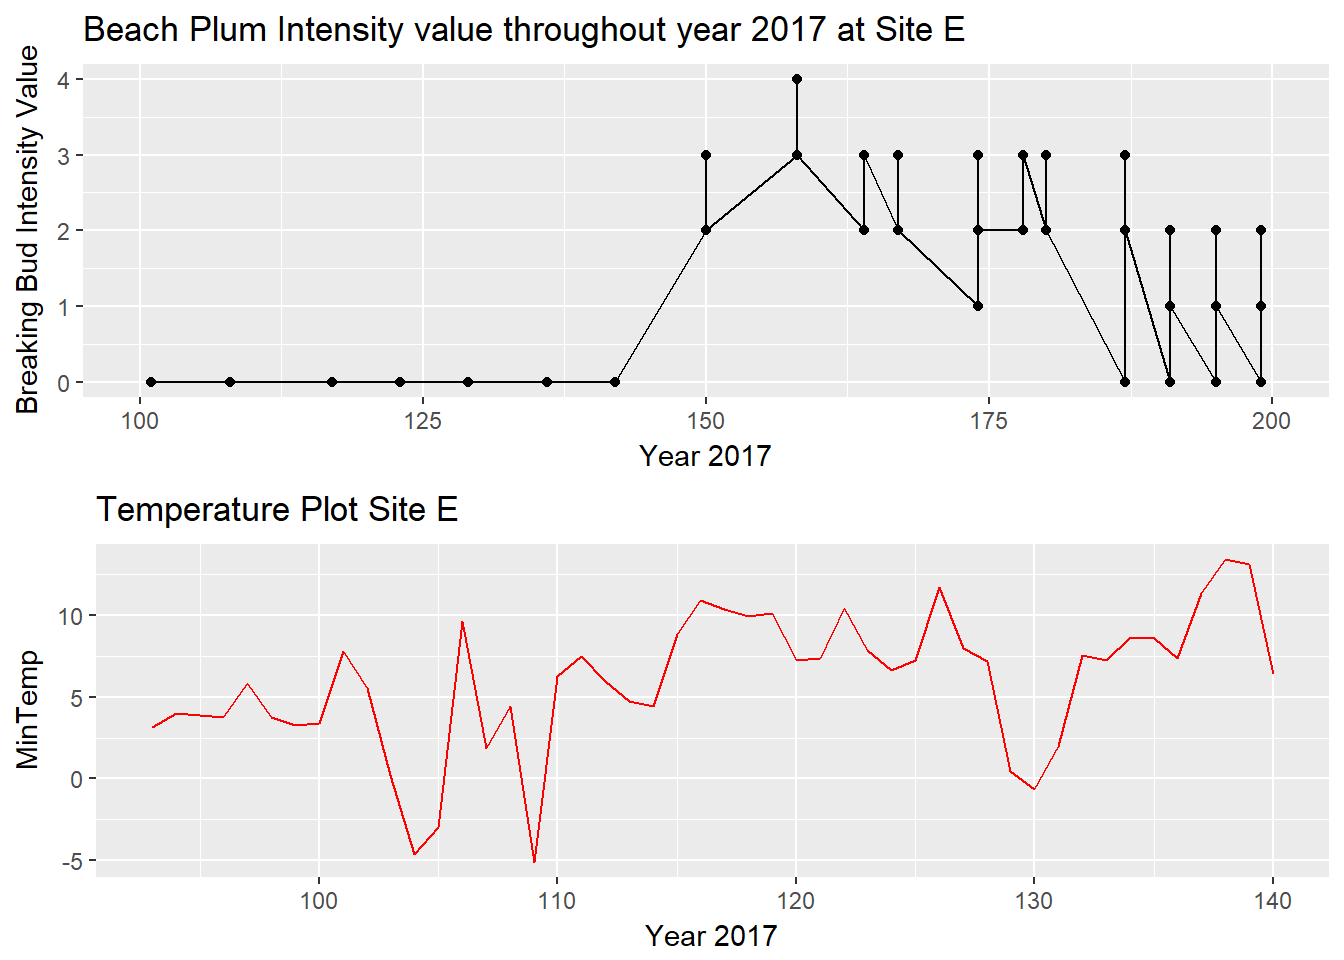 Beach Plum Intensity value throughout year 2017 at Site E
Breaking Bud Intensity Value
4
3
2
1
0
100 125 150 175 200
Year 2017
Temperature Plot Site E
MinTemp
10
5
0
-5
100 110 120 130 140
Year 2017